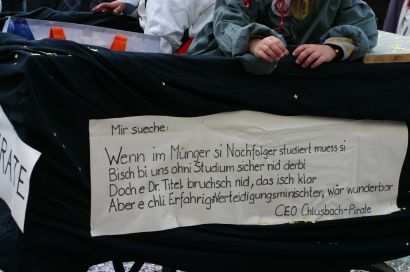 Mir sueche:
Wenn im Münger si Nochfolger studiert muess si
Bisch bi uns ohni Studium sicher nid derbi
Doch e Dr. Titel bruchsch nid, das isch klar
Aber e chli Erfahrig: Verteidigungsminischter, wär wunderbar
CEO Chlusbach-Pirate
RATE